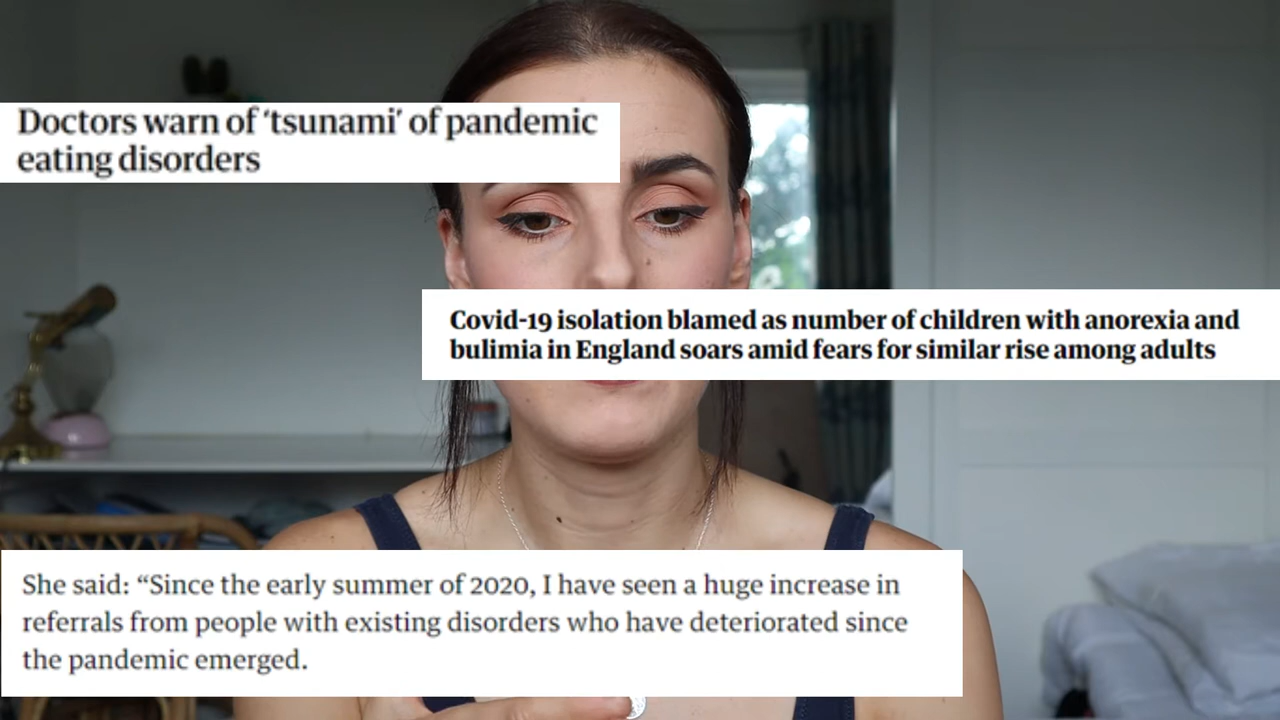 Doctors warn of ‘tsunami’ of pandemic
eating disorders
Covid-19 isolation blamed as number of children with anorexia and
bulimia in England soars amid fears for similar rise among adults
She said: “Since the early summer of 2020, I have seen a huge increase in
referrals from people with existing disorders who have deteriorated since
the pandemic emerged.